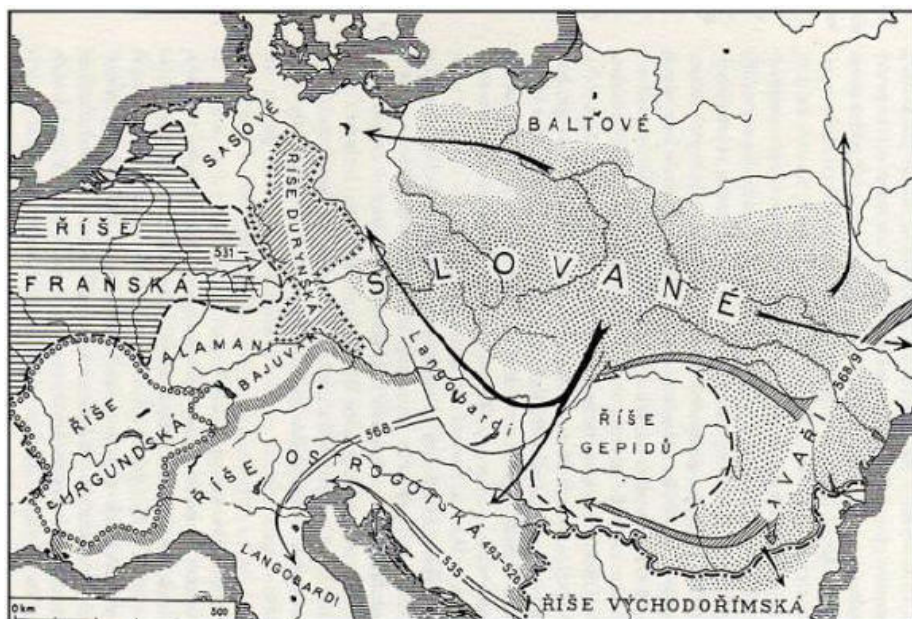 BALTOVÉ
SASOVÉ
ŘÍŠE DURYNSKÁ
ŘÍŠE
FRANSKÁ
531
SLOVANÉ
ALAMANI
BAJUVAŘI
Langobardi
568/9
AVAŘI
ŘÍŠE
GEPIDŮ
ŘÍŠE
BURGUNDSKÁ
568
ŘÍŠE OSTROGÓTSKÁ 493-526
535
LANGOBARDI
0 km 500
ŘÍŠE VÝCHODOŘÍMSKÁ